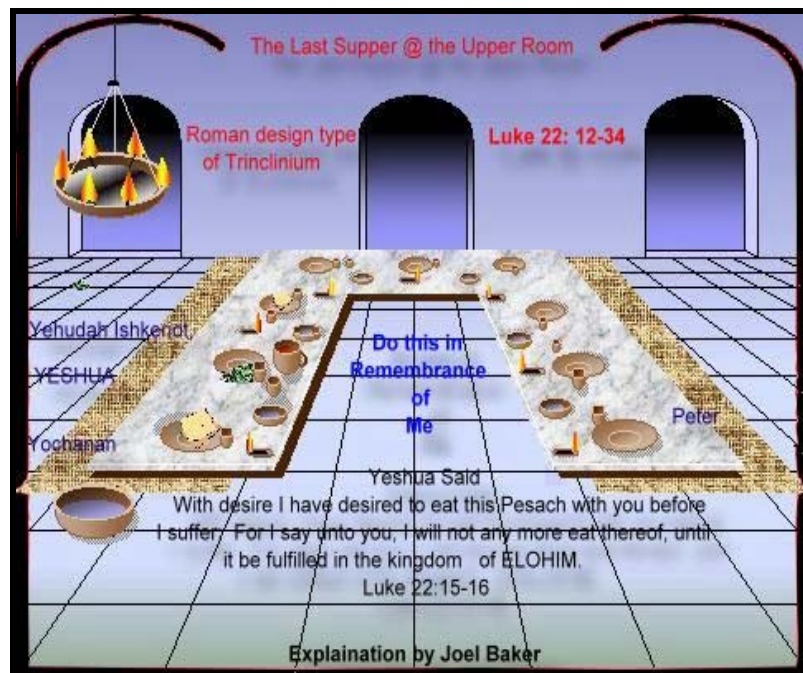 The Last Supper @ the Upper Room
Roman design type
of Trinclinium
Luke 22: 12-34
Yehudah Ishkeriot
YESHUA
Yochanan
Do this in
Remembrance
of
Me
Peter
Yeshua Said
With desire I have desired to eat this Pesach with you before
I suffer. For I say unto you, I will not any more eat thereof, until
it be fulfilled in the kingdom of ELOHIM.
Luke 22:15-16
Explaination by Joel Baker